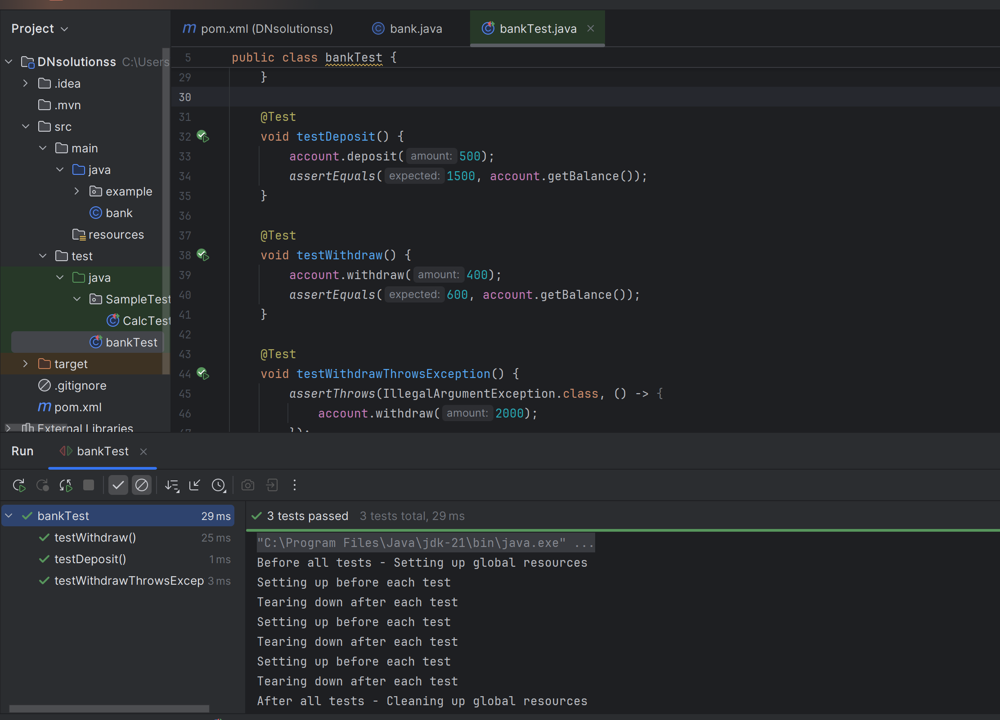 Project
pom.xml (DNsolutionss)
bank.java
bankTest.java
DNsolutionss C:\Users
.idea
.mvn
src
main
java
example
bank
resources
test
java
SampleTest
CalcTest
bankTest
target
.gitignore
pom.xml
External Libraries
5 public class bankTest {
29 }
30
31 @Test
32 void testDeposit() {
33 account.deposit( amount: 500);
34 assertEquals( expected: 1500, account.getBalance());
35 }
36
37 @Test
38 void testWithdraw() {
39 account.withdraw( amount: 400);
40 assertEquals( expected: 600, account.getBalance());
41 }
42
43 @Test
44 void testWithdrawThrowsException() {
45 assertThrows(IllegalArgumentException.class, () -> {
46 account.withdraw( amount: 2000);
47 });
Run
bankTest
bankTest 29 ms
testWithdraw() 25 ms
testDeposit() 1 ms
testWithdrawThrowsExcep 3 ms
3 tests passed 3 tests total, 29 ms
"C:\Program Files\Java\jdk-21\bin\java.exe" ...
Before all tests - Setting up global resources
Setting up before each test
Tearing down after each test
Setting up before each test
Tearing down after each test
Setting up before each test
Tearing down after each test
After all tests - Cleaning up global resources